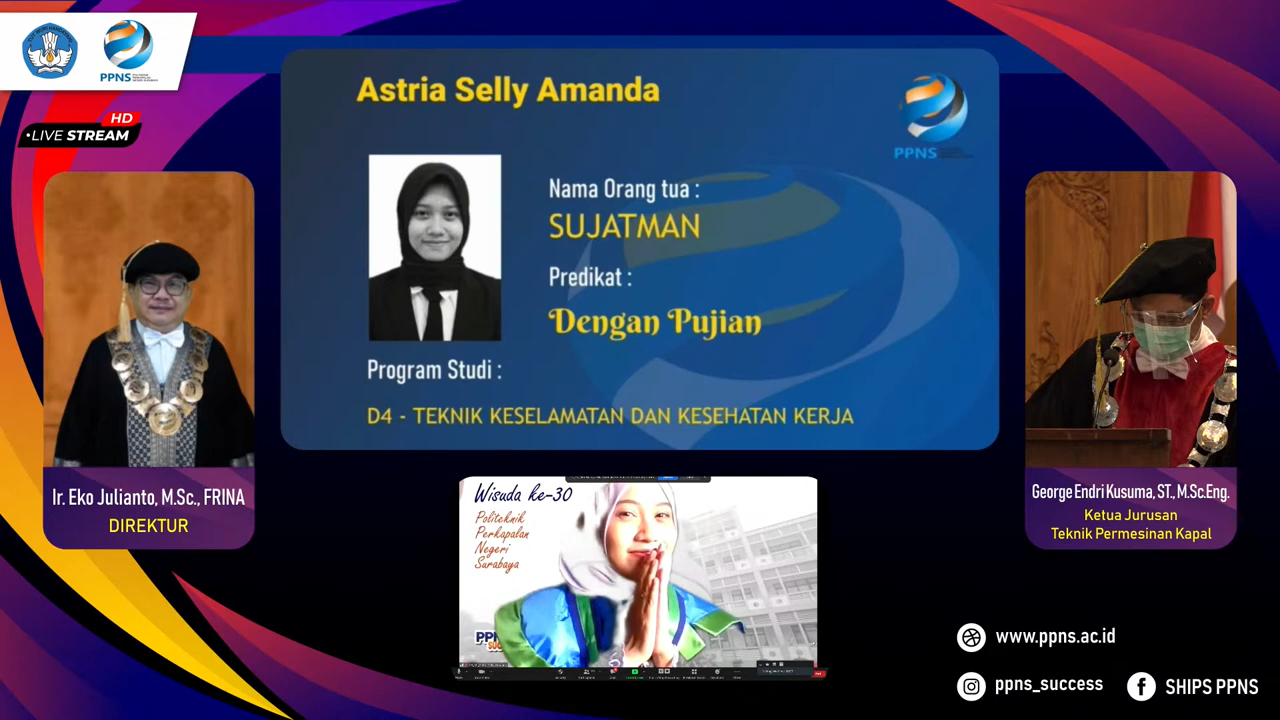 PPNS
HD
LIVE STREAM
Astria Selly Amanda
PPNS
Nama Orang tua :
SUJATMAN
Predikat :
Dengan Pujian
Program Studi :
D4 - TEKNIK KESELAMATAN DAN KESEHATAN KERJA
Ir. Eko Julianto, M.Sc., FRINA
DIREKTUR
George Endri Kusuma, ST., M.Sc.Eng.
Ketua Jurusan
Teknik Permesinan Kapal
Wisuda ke-30
Politeknik
Perkapalan
Negeri
Surabaya
www.ppns.ac.id
ppns_success
SHIPS PPNS